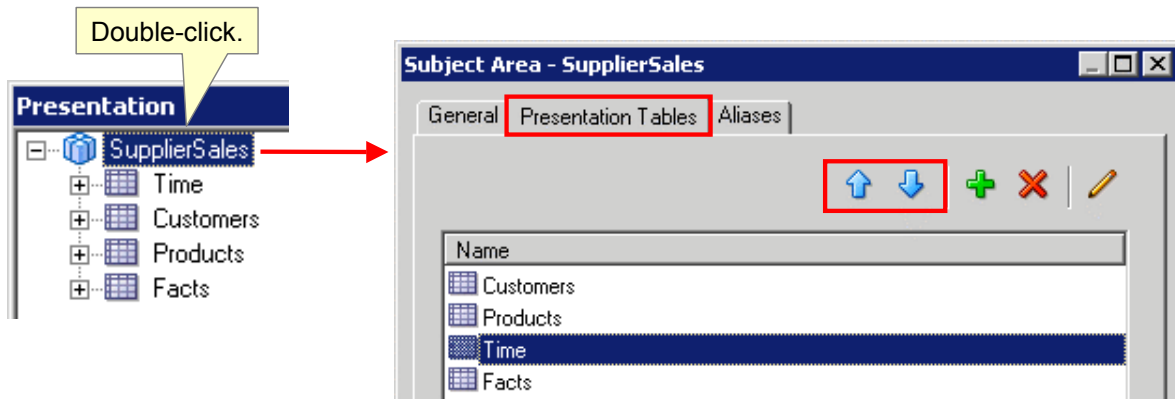 Double-click.
Presentation
SupplierSales
Time
Customers
Products
Facts
Subject Area - SupplierSales
General Presentation Tables Aliases
Name
Customers
Products
Time
Facts